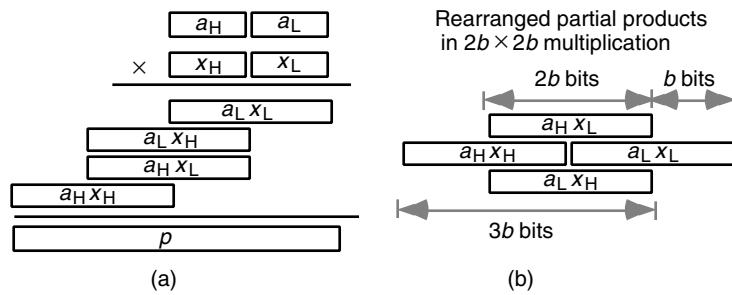 a_H a_L
× x_H x_L
a_L x_L
a_L x_H
a_H x_L
a_H x_H
p
(a)
Rearranged partial products
in 2b × 2b multiplication
2b bits b bits
a_H x_L
a_H x_H a_L x_L
a_L x_H
3b bits
(b)